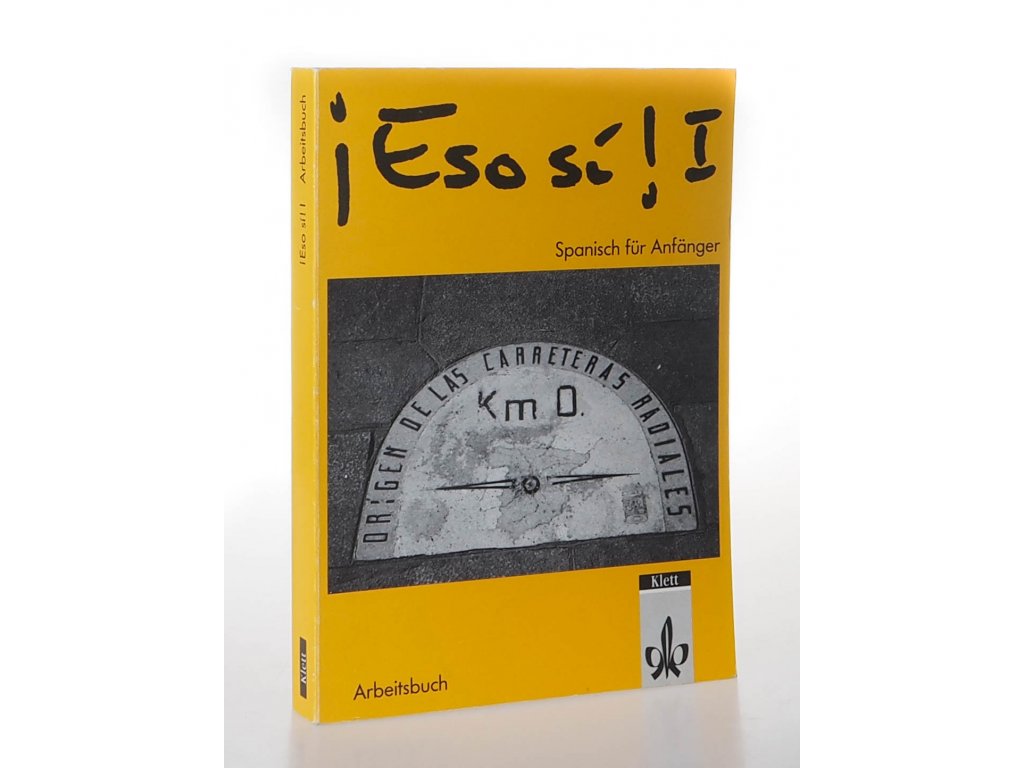 ¡Eso sí! I
Spanisch für Anfänger
ORIGEN DE LAS CARRETERAS RADIALES
Km 0.
Klett
Arbeitsbuch
¡Eso sí! I Arbeitsbuch
Klett